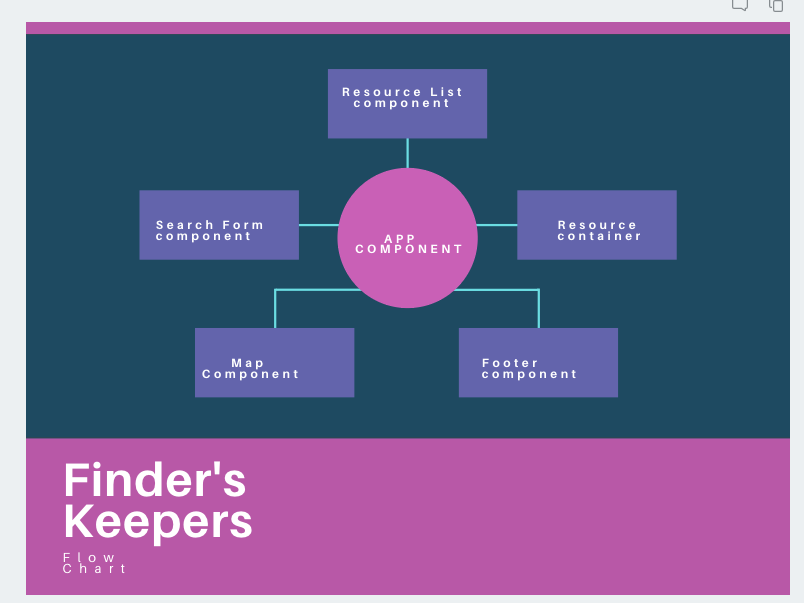 Resource List
component
Search Form
component
APP
COMPONENT
Resource
container
Map
Component
Footer
component
Finder's
Keepers
Flow
Chart